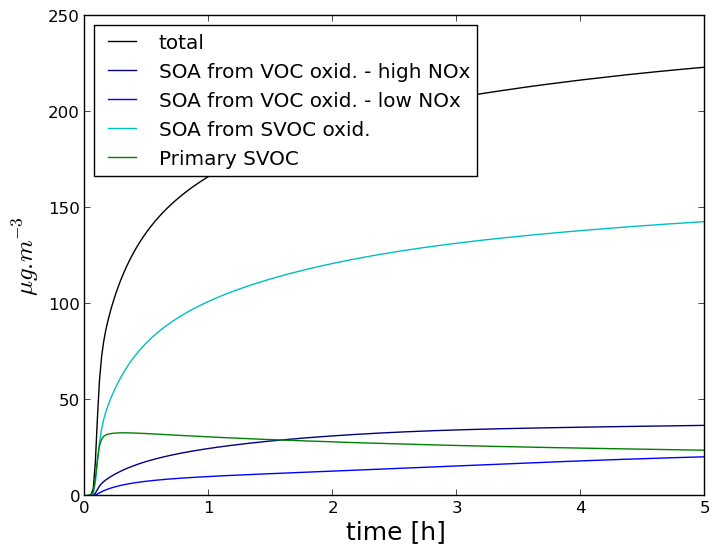 250
200
150
100
50
0
μg.m⁻³
total
SOA from VOC oxid. - high NOx
SOA from VOC oxid. - low NOx
SOA from SVOC oxid.
Primary SVOC
0 1 2 3 4 5
time [h]